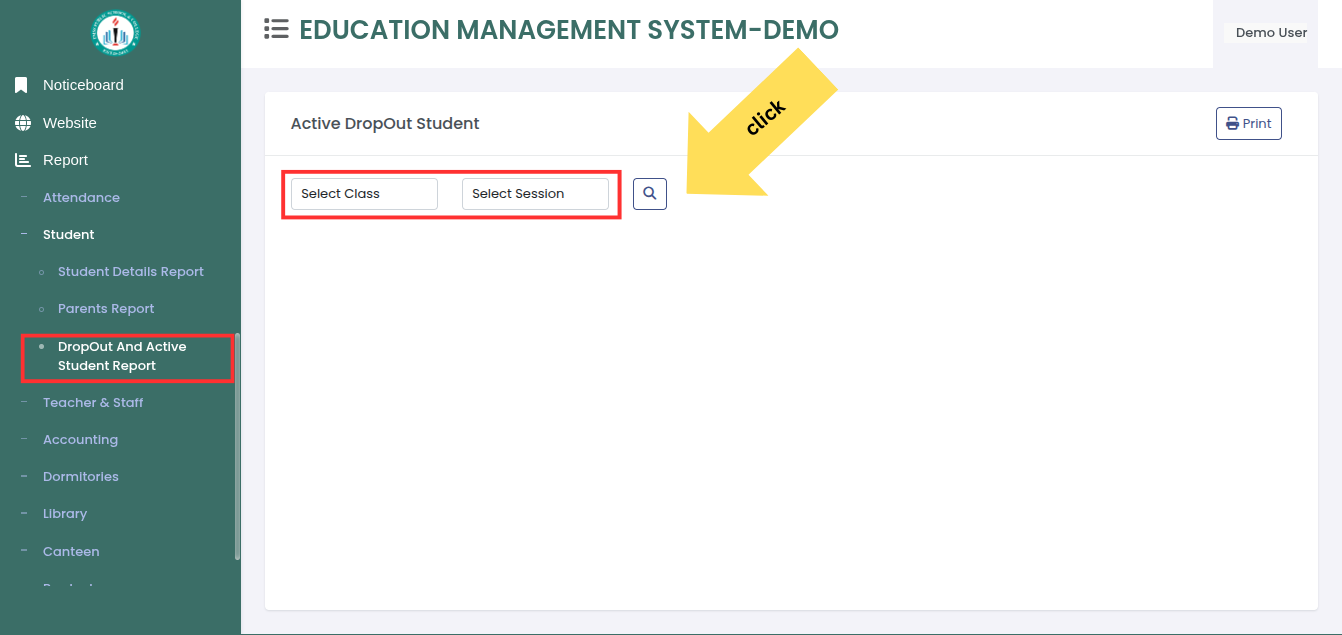 EDUCATION MANAGEMENT SYSTEM-DEMO
Demo User
Noticeboard
Website
Report
Attendance
Student
Student Details Report
Parents Report
DropOut And Active
Student Report
Teacher & Staff
Accounting
Dormitories
Library
Canteen
Active DropOut Student
Print
click
Select Class
Select Session